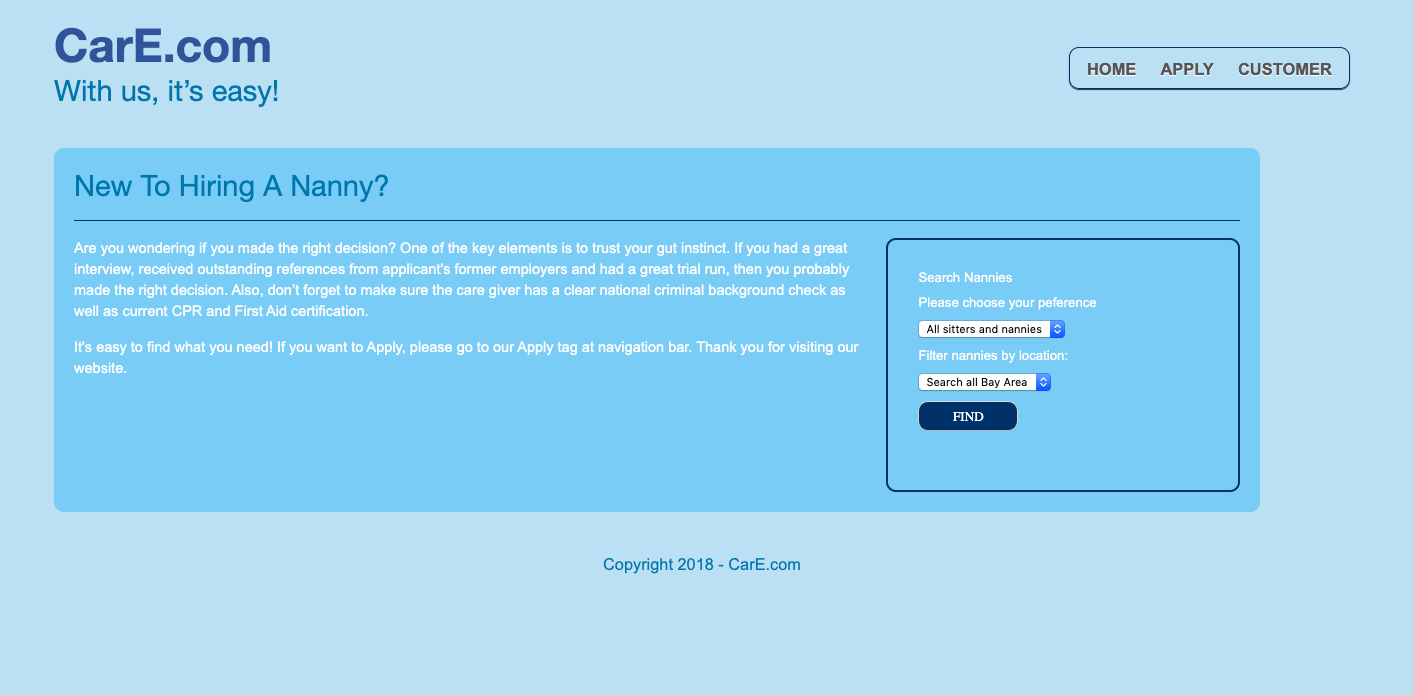 CarE.com
With us, it’s easy!
HOME APPLY CUSTOMER
New To Hiring A Nanny?
Are you wondering if you made the right decision? One of the key elements is to trust your gut instinct. If you had a great
interview, received outstanding references from applicant's former employers and had a great trial run, then you probably
made the right decision. Also, don’t forget to make sure the care giver has a clear national criminal background check as
well as current CPR and First Aid certification.
It's easy to find what you need! If you want to Apply, please go to our Apply tag at navigation bar. Thank you for visiting our
website.
Search Nannies
Please choose your peference
All sitters and nannies
Filter nannies by location:
Search all Bay Area
FIND
Copyright 2018 - CarE.com